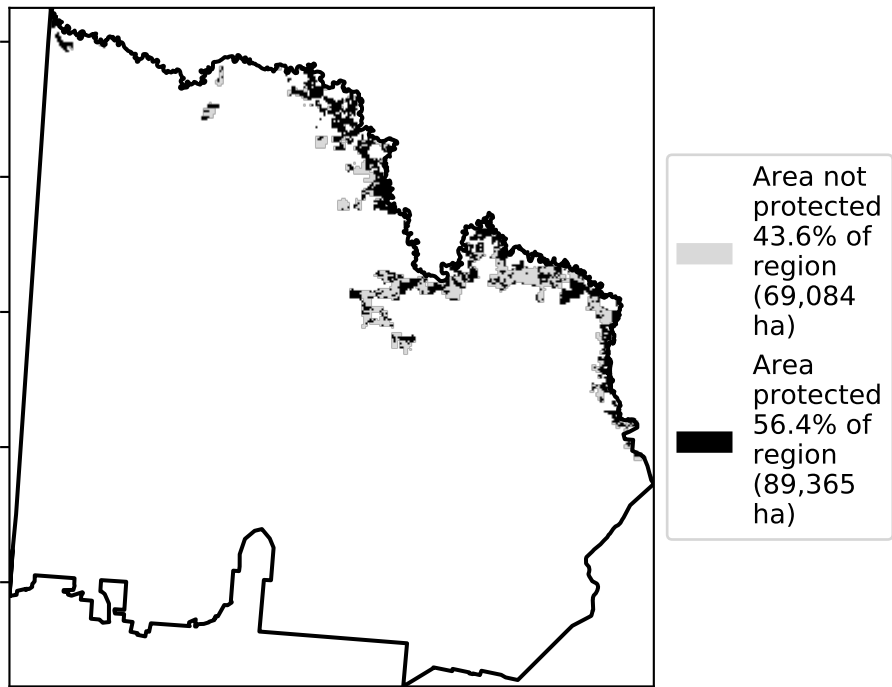 Area not
protected
43.6% of
region
(69,084
ha)
Area
protected
56.4% of
region
(89,365
ha)